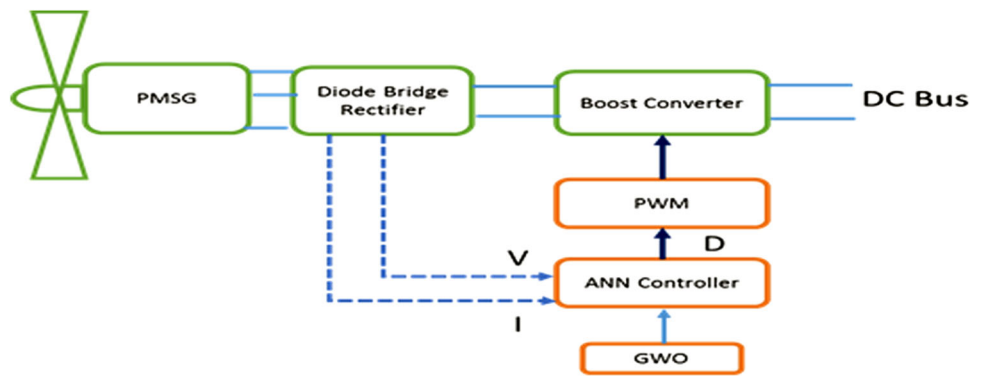 PMSG
Diode Bridge
Rectifier
Boost Converter
DC Bus
PWM
D
V
ANN Controller
I
GWO